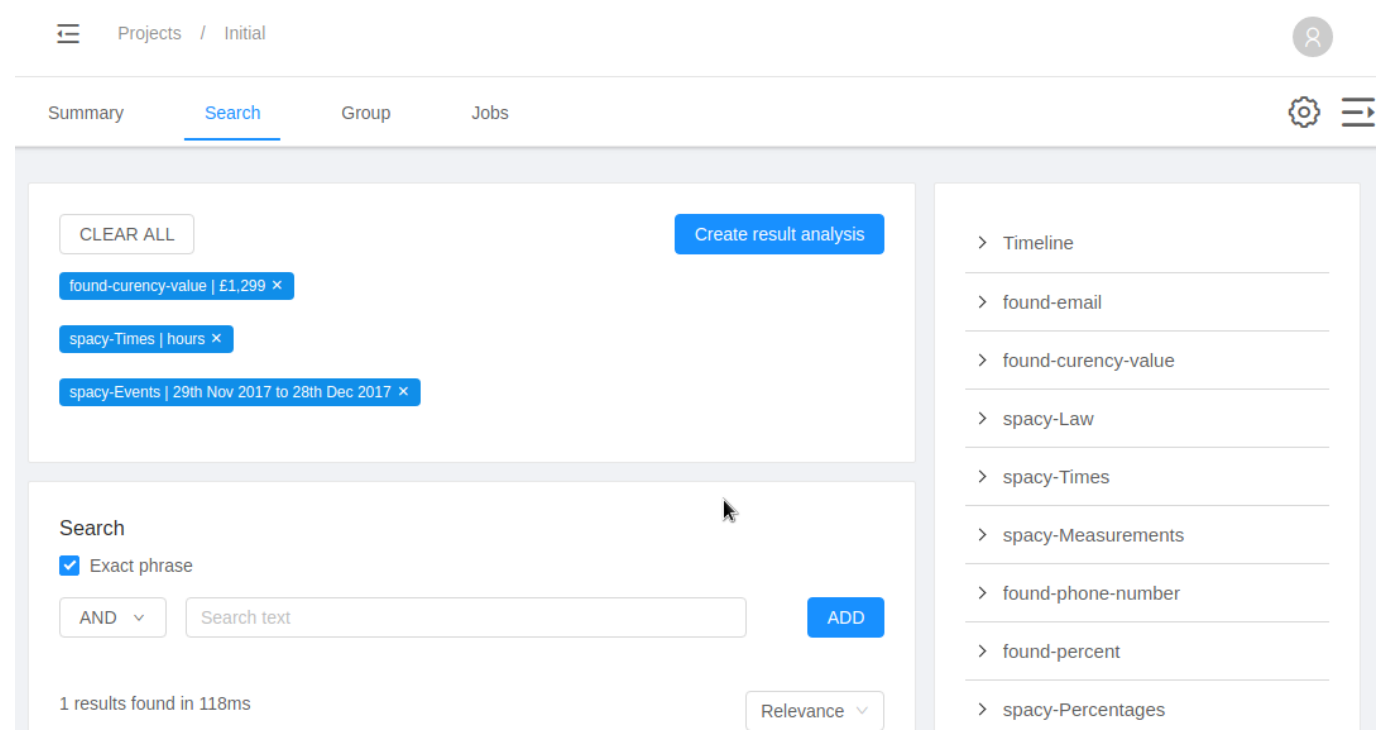 Projects / Initial
Summary Search Group Jobs
CLEAR ALL
Create result analysis
found-curency-value | £1,299 ×
spacy-Times | hours ×
spacy-Events | 29th Nov 2017 to 28th Dec 2017 ×
Search
Exact phrase
AND
Search text
ADD
1 results found in 118ms
Relevance
Timeline
found-email
found-curency-value
spacy-Law
spacy-Times
spacy-Measurements
found-phone-number
found-percent
spacy-Percentages